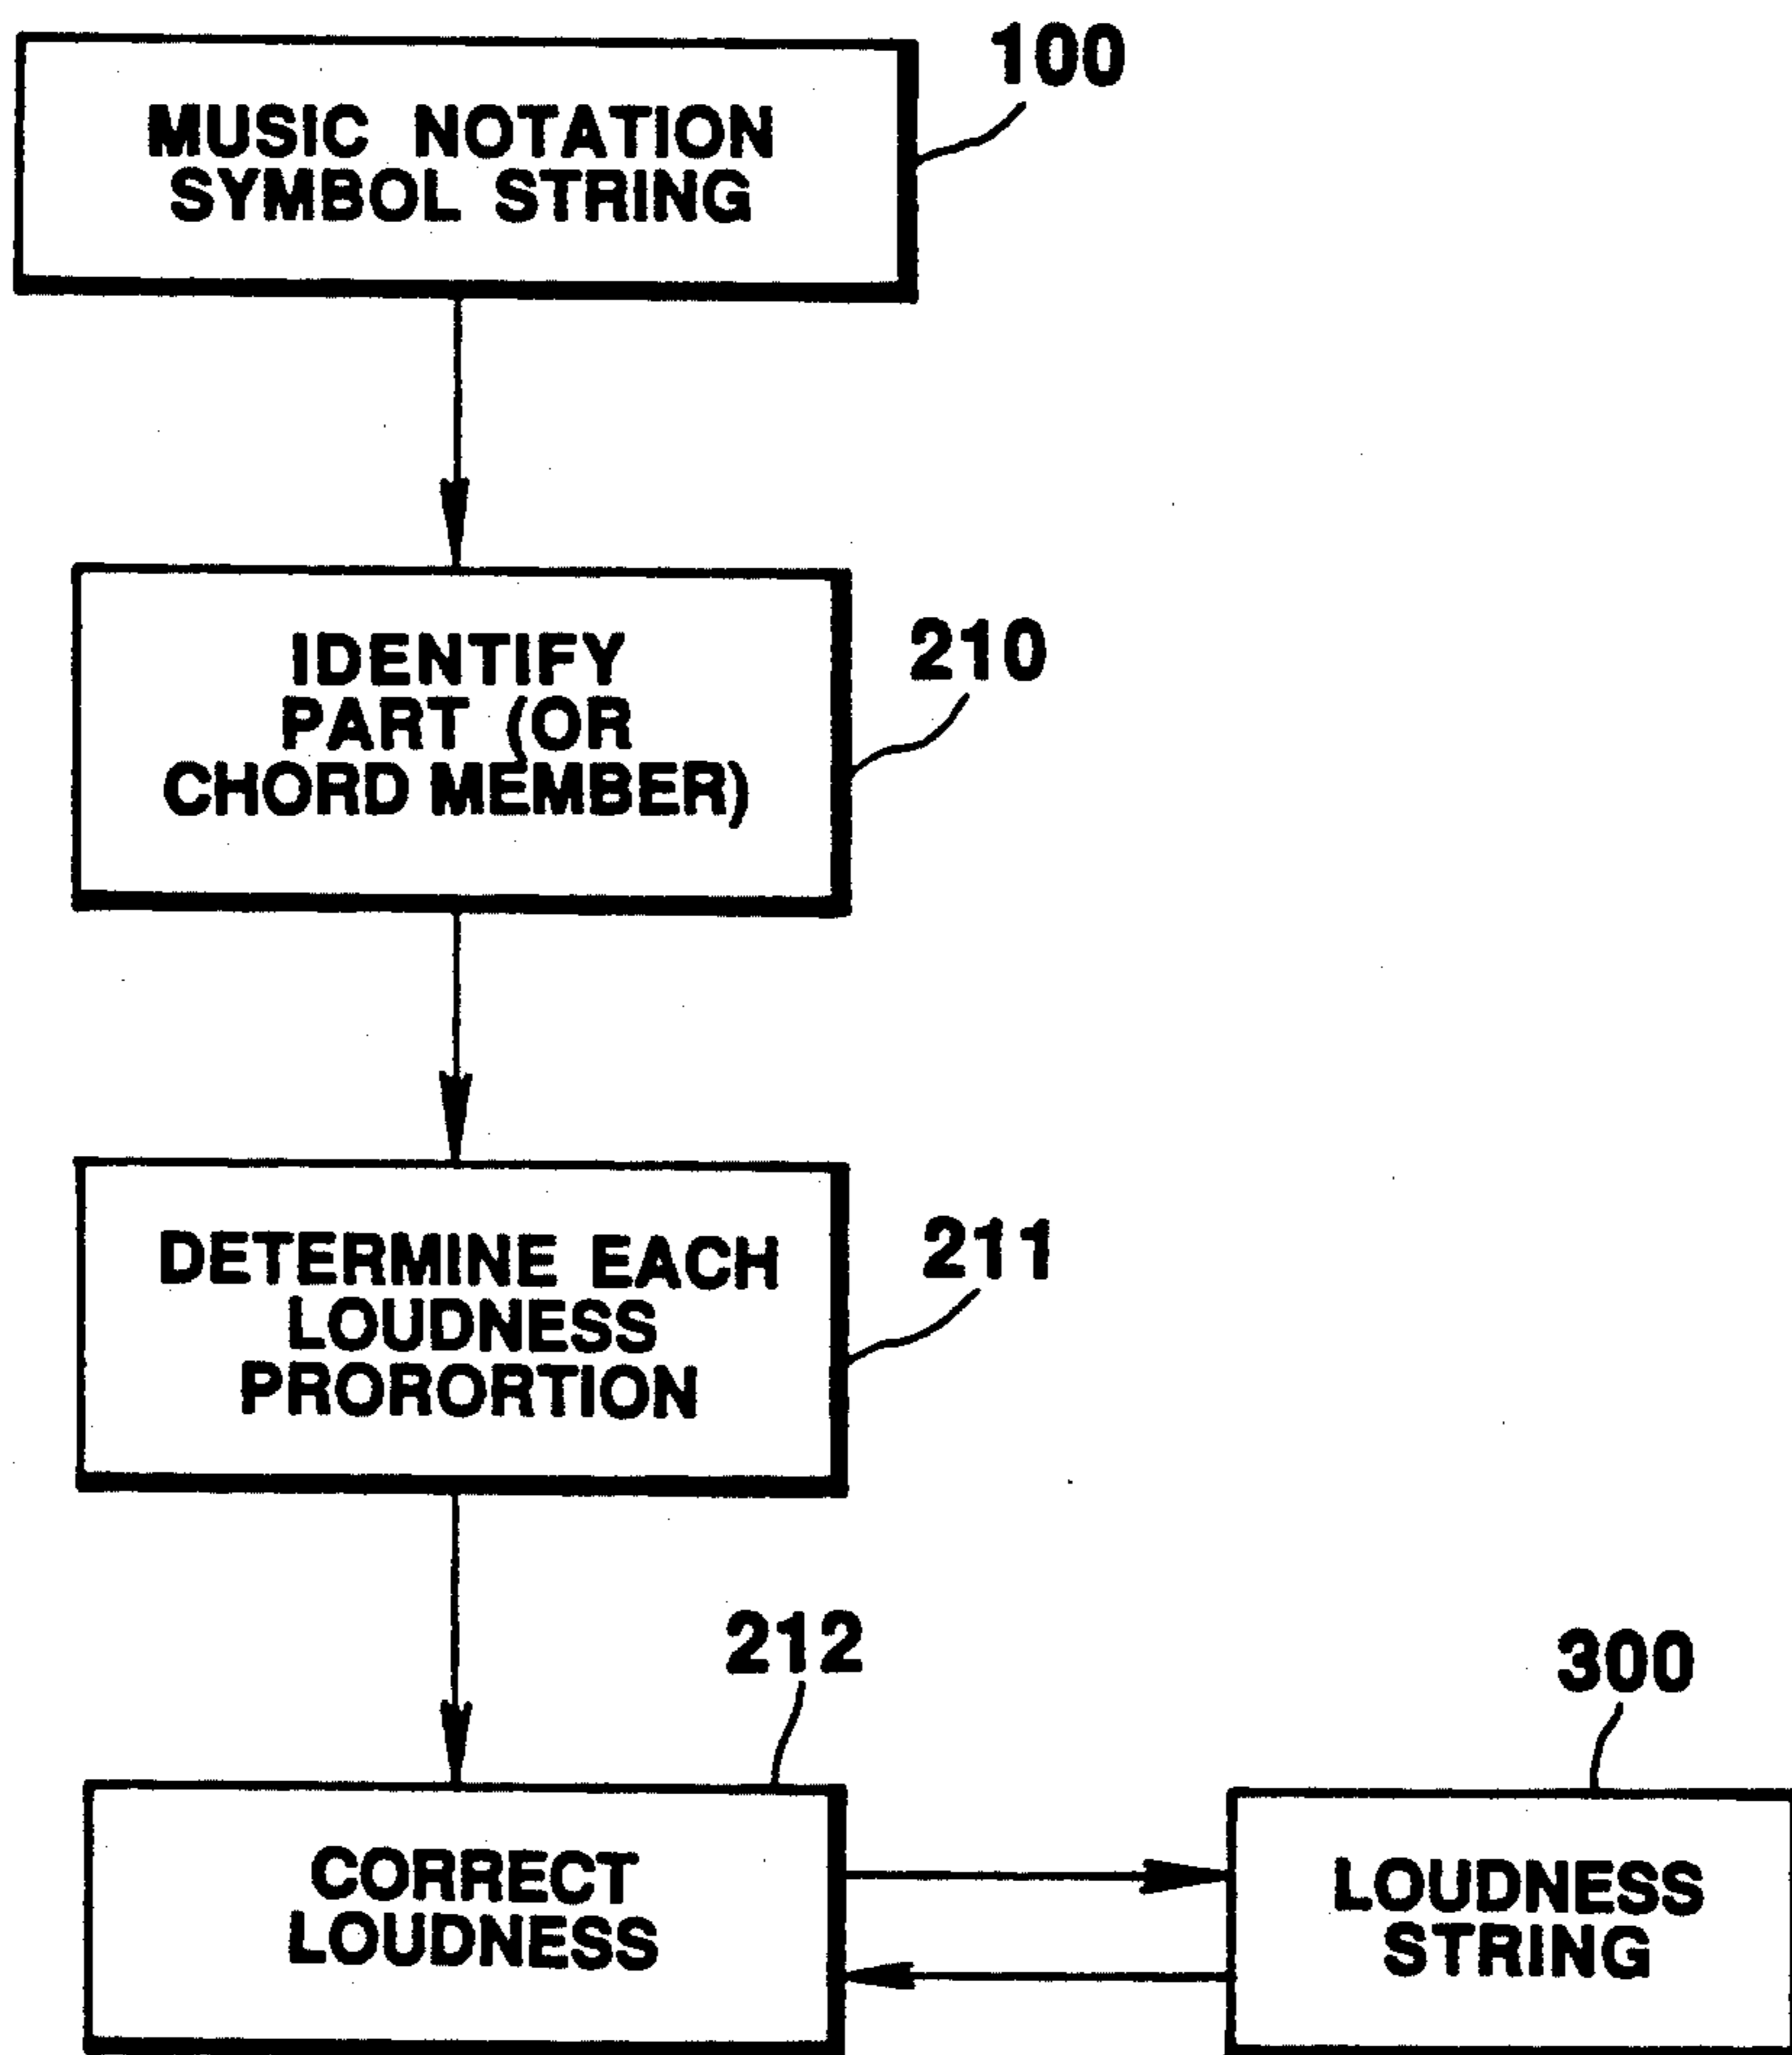 100
MUSIC NOTATION
SYMBOL STRING
IDENTIFY
PART (OR
CHORD MEMBER)
210
DETERMINE EACH
LOUDNESS
PRORORTION
211
212
CORRECT
LOUDNESS
300
LOUDNESS
STRING